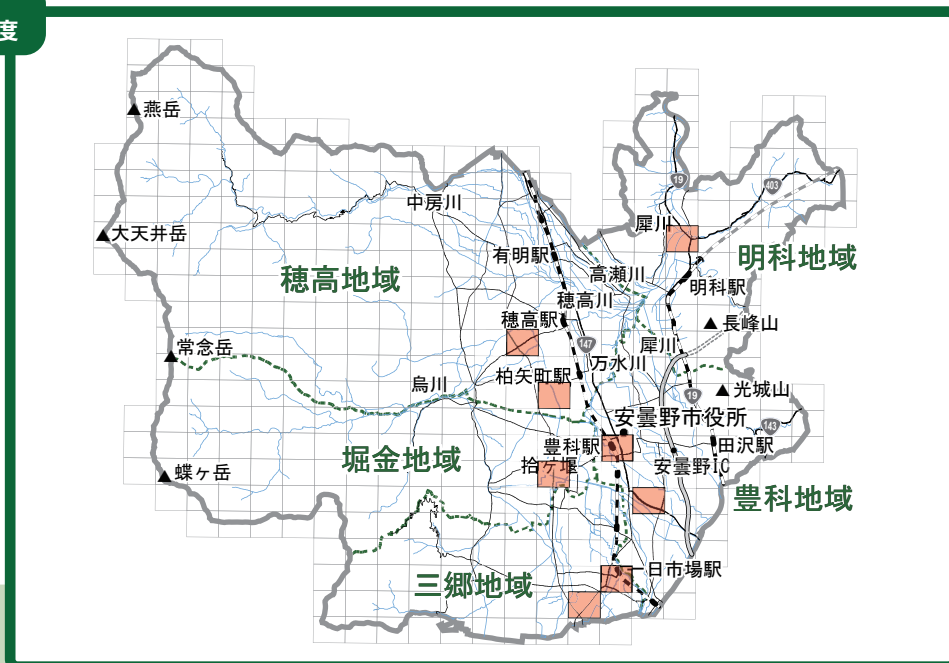 度
▲燕岳
19
403
中房川
犀川
▲大天井岳
有明駅
明科地域
穂高地域
高瀬川
明科駅
穂高川
穂高駅
▲長峰山
147
犀川
常念岳
万水川
柏矢町駅
烏川
▲光城山
19
安曇野市役所
143
豊科駅
田沢駅
堀金地域
拾ヶ堰
安曇野IC
▲蝶ヶ岳
豊科地域
一日市場駅
三郷地域